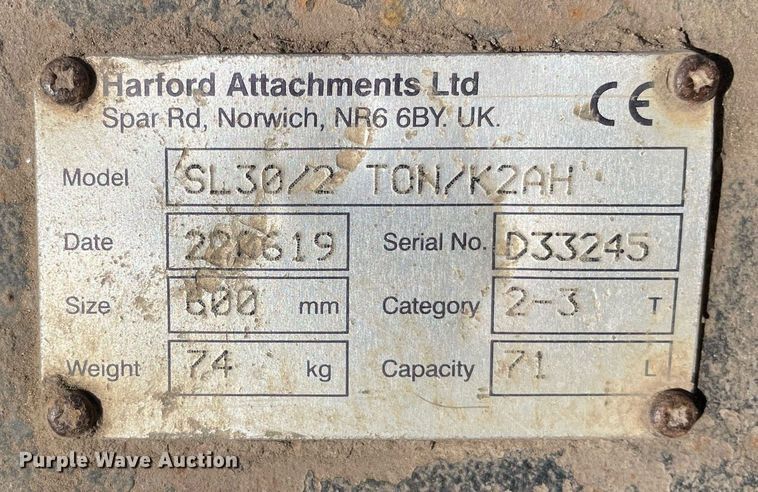 Harford Attachments Ltd
Spar Rd, Norwich, NR6 6BY. UK.
CE
Model SL30/2 TON/K2AH
Date Serial No. D33245
Size 600 mm Category 2-3 T
Weight 74 kg Capacity 71 L
Purple Wave Auction